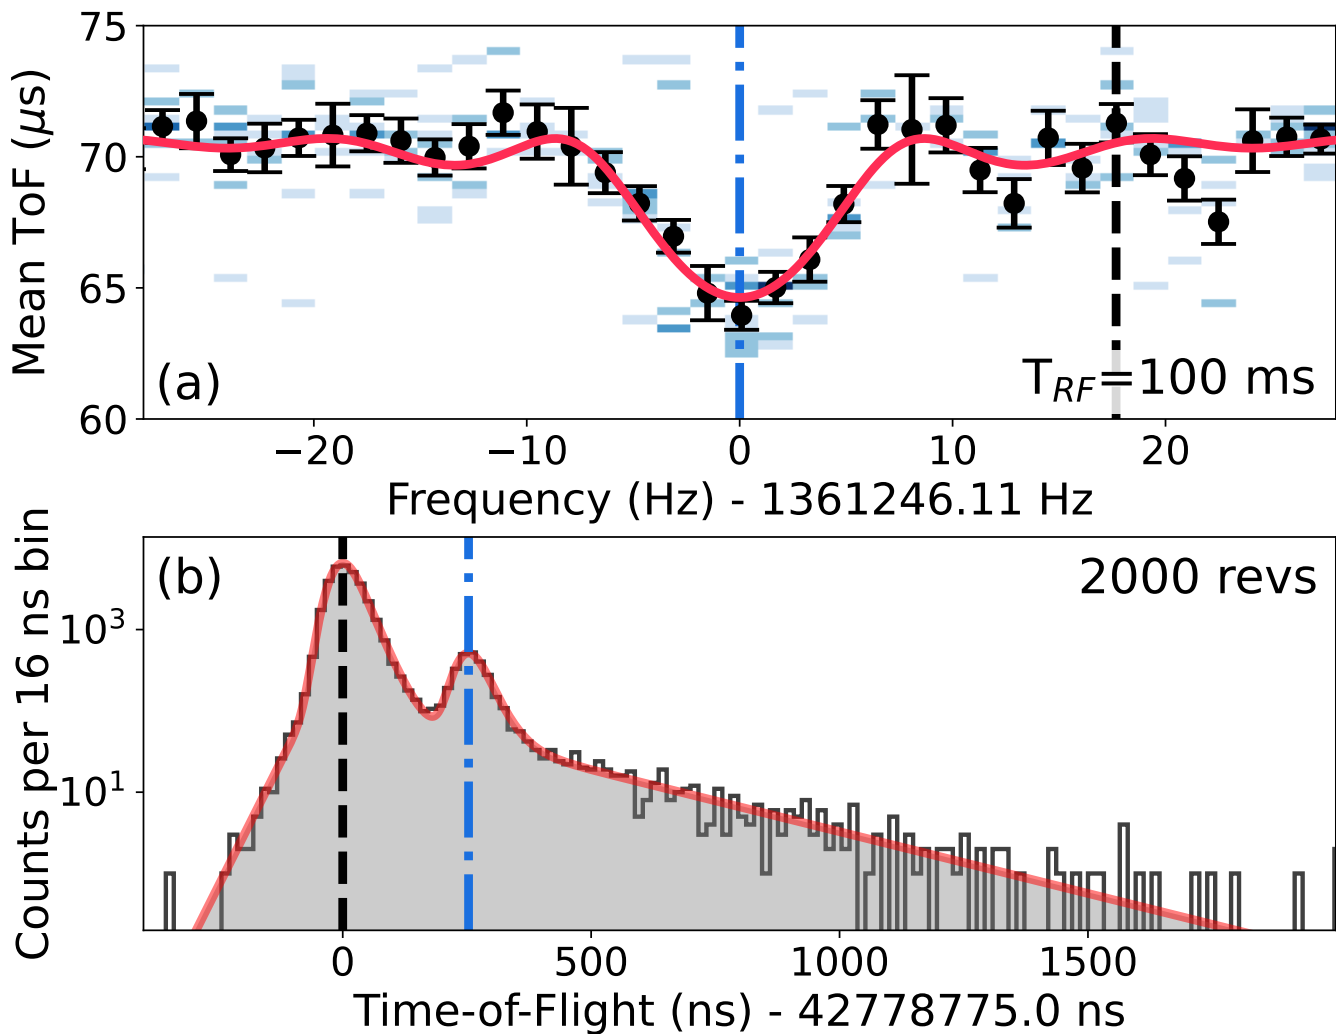 75
70
65
60
Mean ToF (μs)
(a)
T_RF=100 ms
−20
−10
0
10
20
Frequency (Hz) - 1361246.11 Hz
(b)
2000 revs
10³
10¹
Counts per 16 ns bin
0
500
1000
1500
Time-of-Flight (ns) - 42778775.0 ns